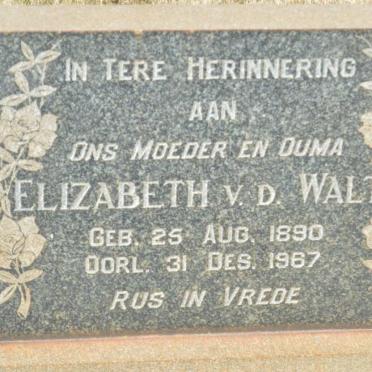 IN TERE HERINNERING
AAN
ONS MOEDER EN OUMA
ELIZABETH V. D. WALT
GEB. 25 AUG. 1890
OORL. 31 DES. 1967
RUS IN VREDE